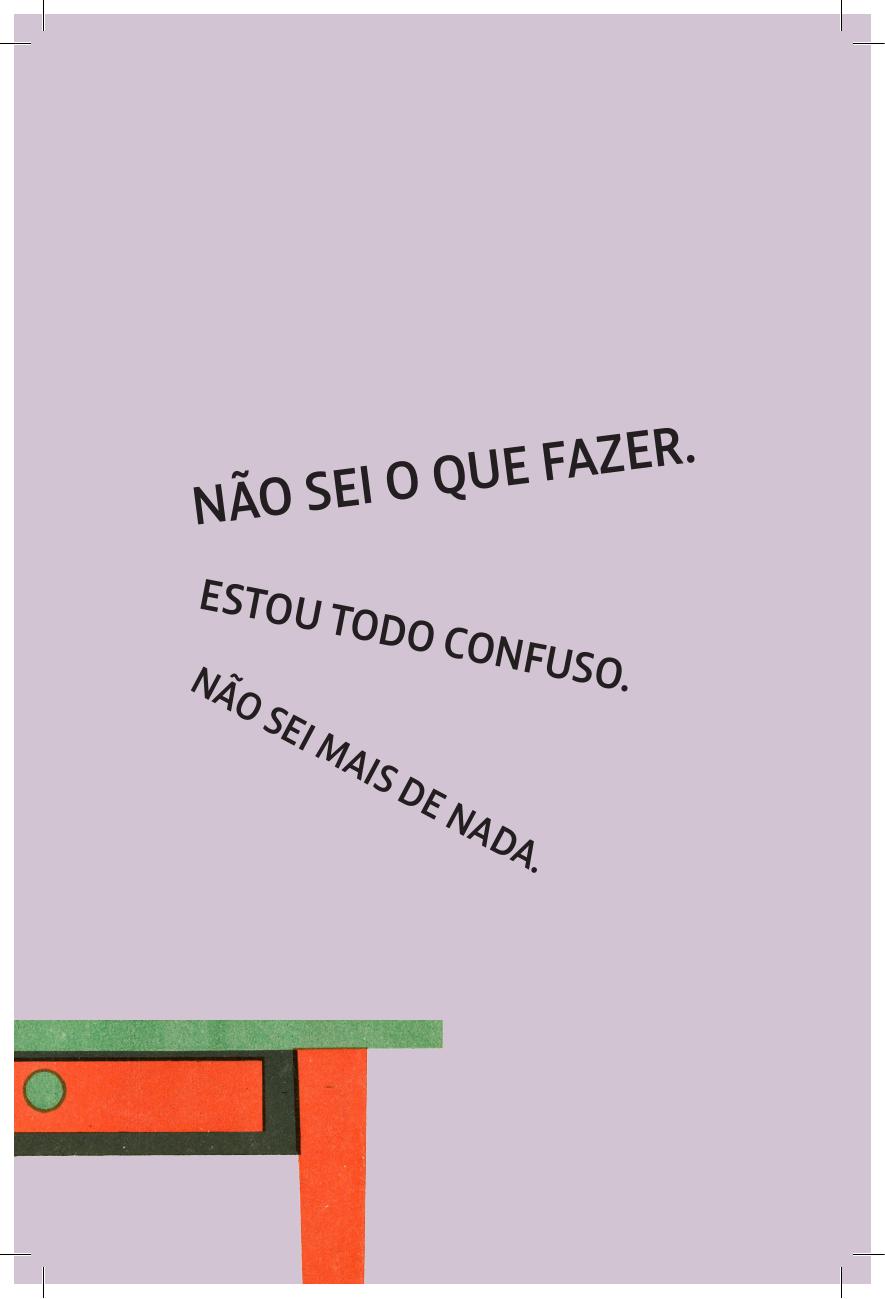 NÃO SEI O QUE FAZER.
ESTOU TODO CONFUSO.
NÃO SEI MAIS DE NADA.